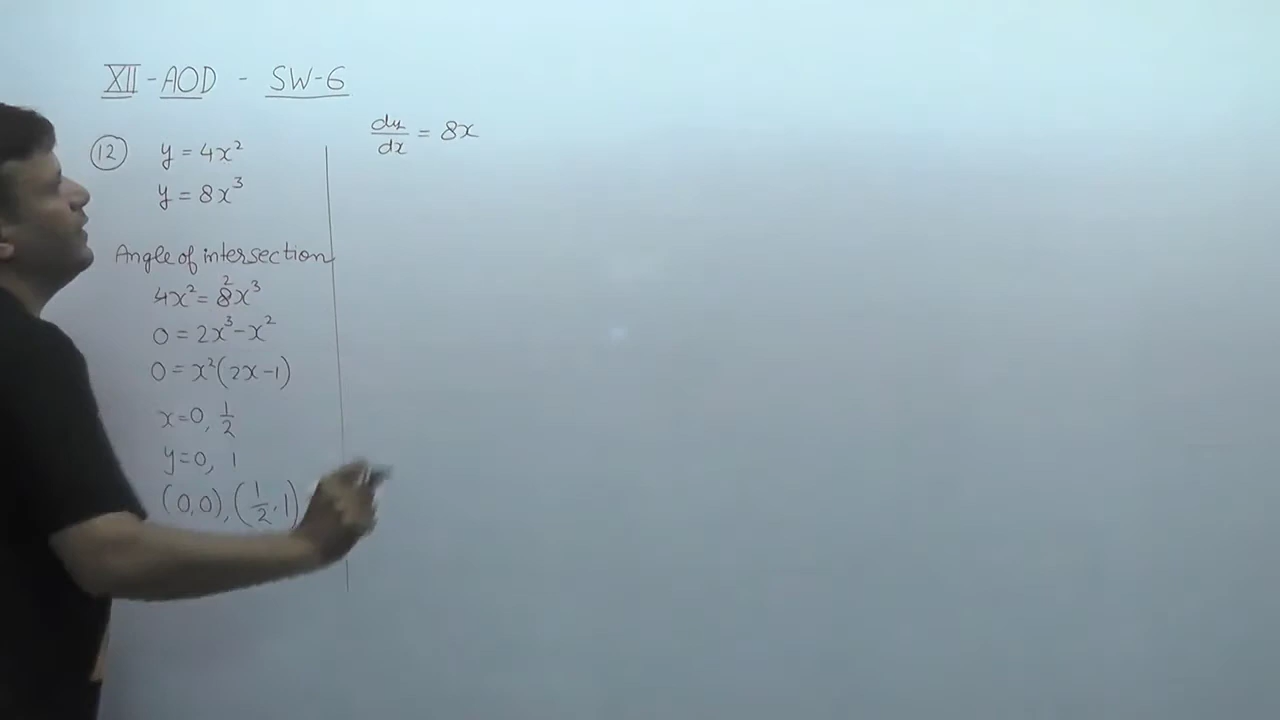 XII - AOD - SW-6
12 y = 4x²
y = 8x³
Angle of intersection
4x² = 8x³ 2
0 = 2x³ - x²
0 = x²(2x-1)
x=0, 1/2
y=0, 1
(0,0), (1/2, 1)
dy/dx = 8x